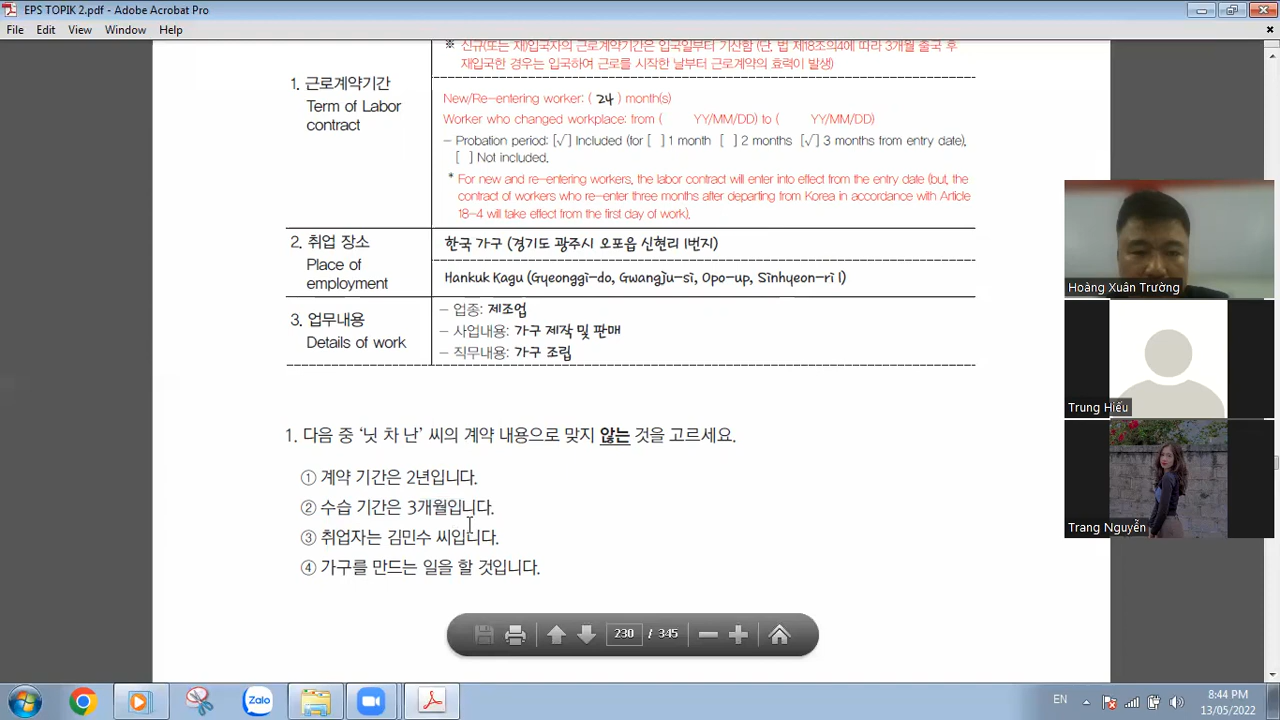 EPS TOPIK 2.pdf - Adobe Acrobat Pro
File Edit View Window Help
※ 신규(또는 재)입국자의 근로계약기간은 입국일부터 기산함 (단, 법 제18조의4에 따라 3개월 출국 후
재입국한 경우는 입국하여 근로를 시작한 날부터 근로계약의 효력이 발생)
1. 근로계약기간
Term of Labor
contract
New/Re-entering worker: ( 24 ) month(s)
Worker who changed workplace: from ( YY/MM/DD) to ( YY/MM/DD)
– Probation period: [√] Included (for [ ] 1 month [ ] 2 months [√] 3 months from entry date),
[ ] Not included.
* For new and re-entering workers, the labor contract will enter into effect from the entry date (but, the
contract of workers who re-enter three months after departing from Korea in accordance with Article
18-4 will take effect from the first day of work).
2. 취업 장소
Place of
employment
한국 가구 (경기도 광주시 오포읍 신현리 1번지)
Hankuk Kagu (Gyeonggi-do, Gwangju-si, Opo-up, Sinhyeon-ri 1)
3. 업무내용
Details of work
– 업종: 제조업
– 사업내용: 가구 제작 및 판매
– 직무내용: 가구 조립
1. 다음 중 '닛 차 난' 씨의 계약 내용으로 맞지 않는 것을 고르세요.
① 계약 기간은 2년입니다.
② 수습 기간은 3개월입니다.
③ 취업자는 김민수 씨입니다.
④ 가구를 만드는 일을 할 것입니다.
230 / 345
Hoàng Xuân Trường
Trung Hiếu
Trang Nguyễn
Zalo
EN
8:44 PM
13/05/2022